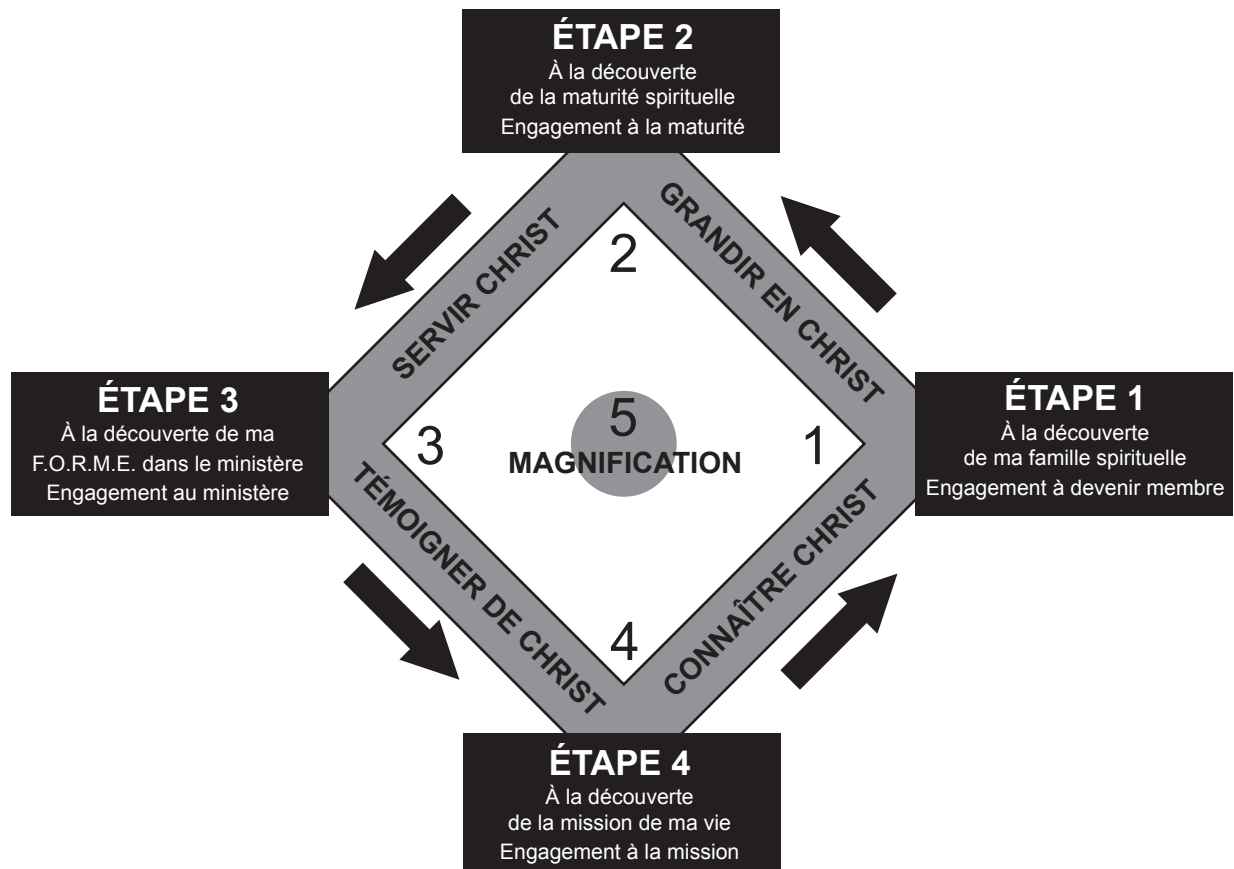 ÉTAPE 2
À la découverte
de la maturité spirituelle
Engagement à la maturité
SERVIR CHRIST
GRANDIR EN CHRIST
2
ÉTAPE 3
À la découverte de ma
F.O.R.M.E. dans le ministère
Engagement au ministère
3
5
MAGNIFICATION
1
ÉTAPE 1
À la découverte
de ma famille spirituelle
Engagement à devenir membre
TÉMOIGNER DE CHRIST
CONNAÎTRE CHRIST
4
ÉTAPE 4
À la découverte
de la mission de ma vie
Engagement à la mission